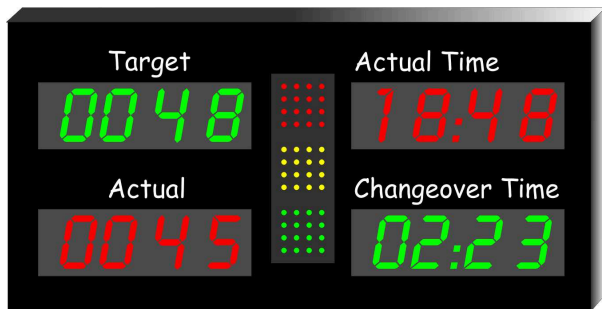 Target
0048
Actual Time
18:48
Actual
0045
Changeover Time
02:23